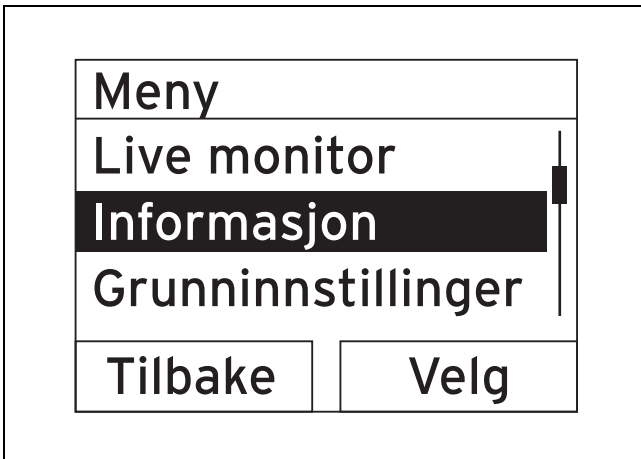 Meny
Live monitor
Informasjon
Grunninnstillinger
Tilbake Velg